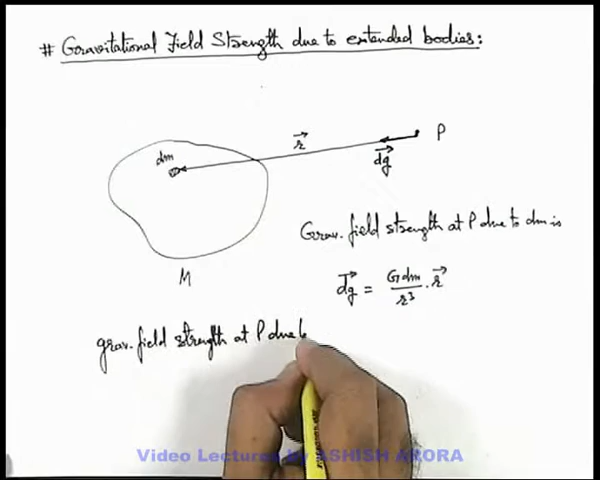 # Gravitational Field Strength due to extended bodies:
dm
r
P
dg
Grav. field strength at P due to dm is
M
dg = Gdm/r³ . r
grav. field strength at P due t
Video Lectures by ASHISH ARORA